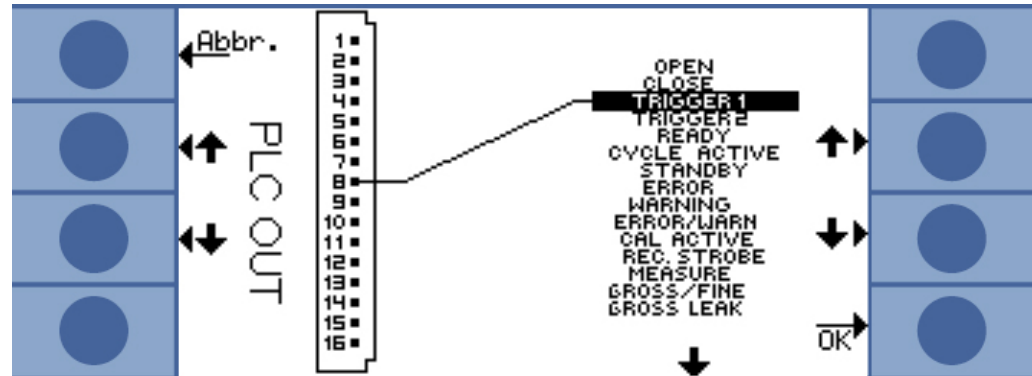 Abbr.
PLC OUT
1
2
3
4
5
6
7
8
9
10
11
12
13
14
15
16
OPEN
CLOSE
TRIGGER 1
TRIGGER 2
READY
CYCLE ACTIVE
STANDBY
ERROR
WARNING
ERROR/WARN
CAL ACTIVE
REC. STROBE
MEASURE
GROSS/FINE
GROSS LEAK
OK